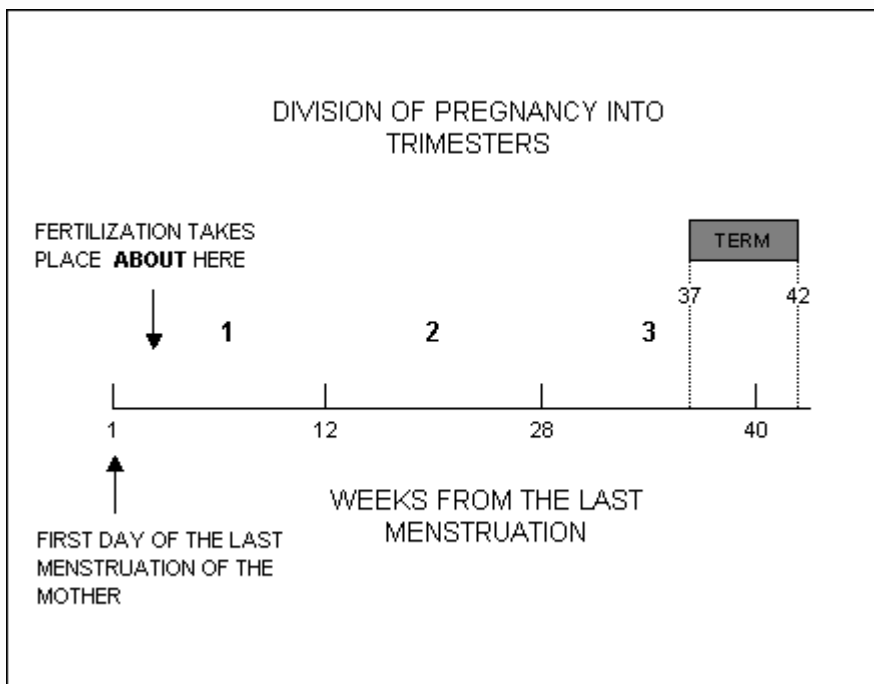 DIVISION OF PREGNANCY INTO
TRIMESTERS
FERTILIZATION TAKES
PLACE ABOUT HERE
TERM
37 42
1 2 3
1 12 28 40
WEEKS FROM THE LAST
MENSTRUATION
FIRST DAY OF THE LAST
MENSTRUATION OF THE
MOTHER